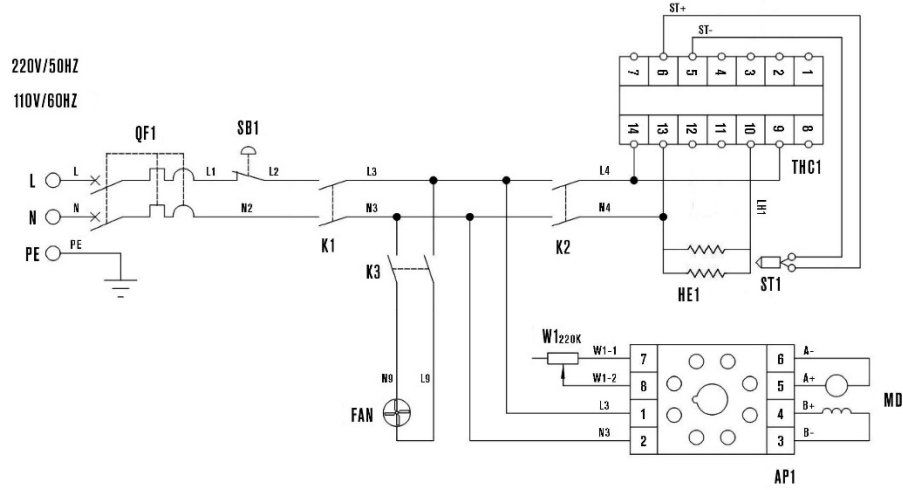 ST+
ST-
220V/50HZ
110V/60HZ
7 6 5 4 3 2 1
14 13 12 11 10 9 8
THC1
QF1
SB1
L L L1 L2 L3 L4
N N N2 N3 N4
PE PE
K1
K2
LH1
K3
HE1
ST1
W1 220K
W1-1 7 6 A-
W1-2 8 5 A+
MD
N9 L9
L3 1 4 B+
FAN
N3 2 3 B-
AP1